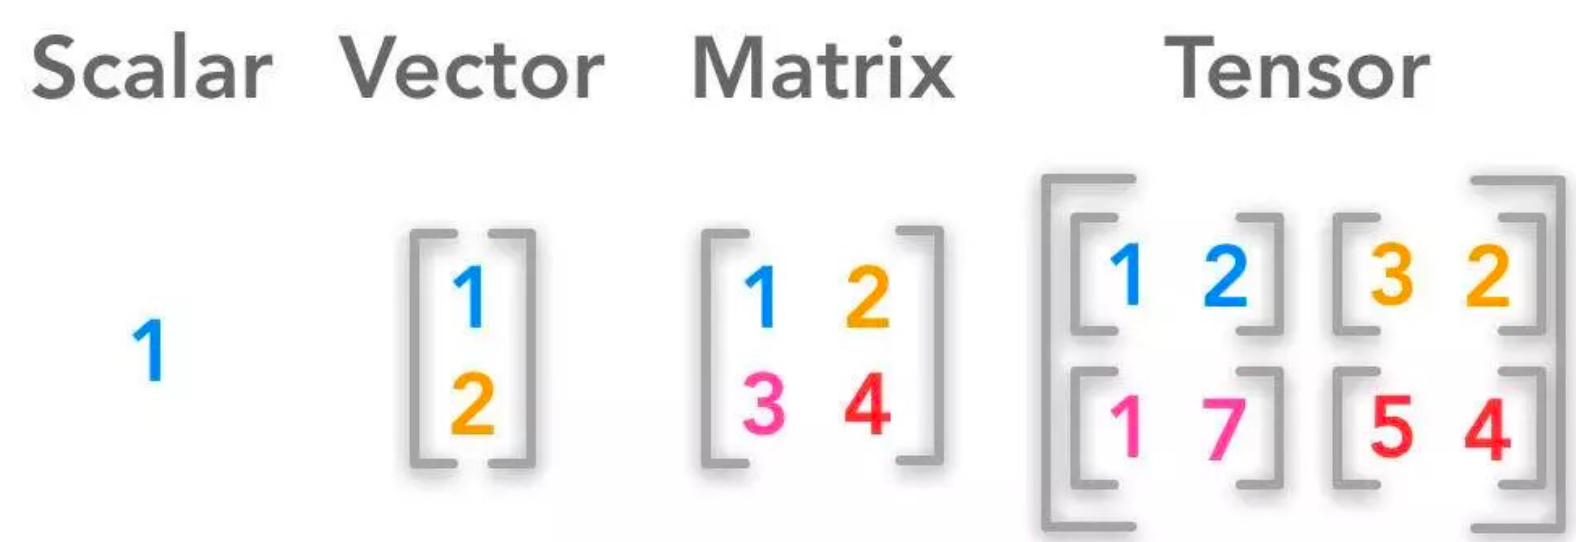 Scalar Vector Matrix Tensor
1 2 3 2
1 1 2
1
2 3 4 1 7 5 4